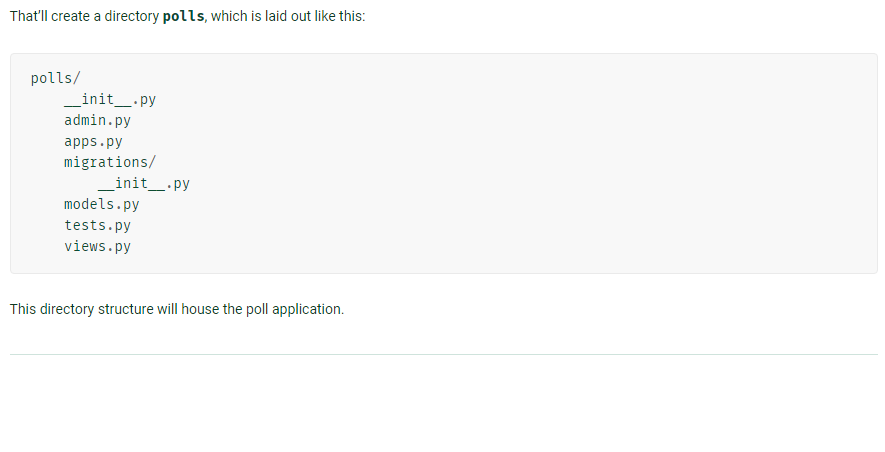 That'll create a directory polls, which is laid out like this:
polls/
    __init__.py
    admin.py
    apps.py
    migrations/
        __init__.py
    models.py
    tests.py
    views.py
This directory structure will house the poll application.